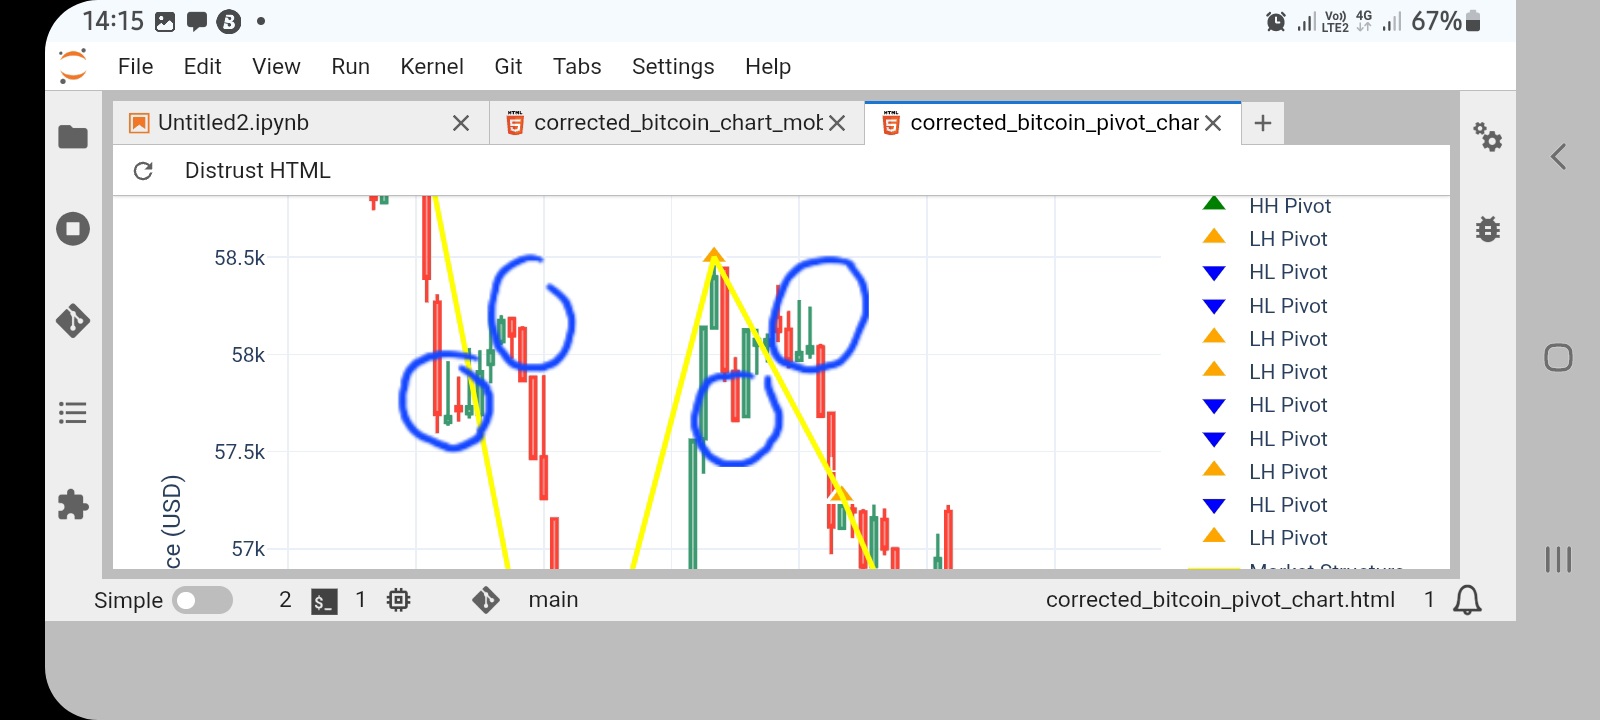 14:15 Vo)) LTE2 4G 67%
File Edit View Run Kernel Git Tabs Settings Help
Untitled2.ipynb corrected_bitcoin_chart_mob corrected_bitcoin_pivot_char
Distrust HTML
HH Pivot
LH Pivot
HL Pivot
HL Pivot
LH Pivot
LH Pivot
HL Pivot
HL Pivot
LH Pivot
HL Pivot
LH Pivot
Market Structure
58.5k
58k
57.5k
57k
ce (USD)
Simple 2 $_ 1 main corrected_bitcoin_pivot_chart.html 1